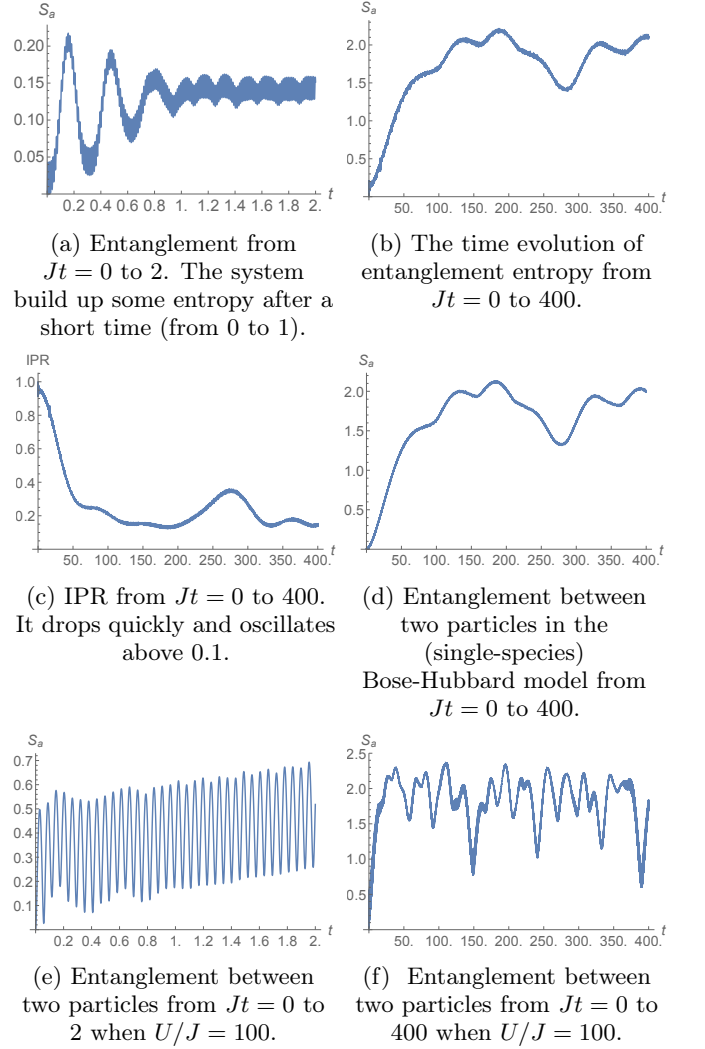 S_a
0.20
0.15
0.10
0.05
0.2 0.4 0.6 0.8 1. 1.2 1.4 1.6 1.8 2.
t
(a) Entanglement from
Jt = 0 to 2. The system
build up some entropy after a
short time (from 0 to 1).
S_a
2.0
1.5
1.0
0.5
50. 100. 150. 200. 250. 300. 350. 400.
t
(b) The time evolution of
entanglement entropy from
Jt = 0 to 400.
IPR
1.0
0.8
0.6
0.4
0.2
50. 100. 150. 200. 250. 300. 350. 400.
t
(c) IPR from Jt = 0 to 400.
It drops quickly and oscillates
above 0.1.
S_a
2.0
1.5
1.0
0.5
50. 100. 150. 200. 250. 300. 350. 400.
t
(d) Entanglement between
two particles in the
(single-species)
Bose-Hubbard model from
Jt = 0 to 400.
S_a
0.7
0.6
0.5
0.4
0.3
0.2
0.1
0.2 0.4 0.6 0.8 1. 1.2 1.4 1.6 1.8 2.
t
(e) Entanglement between
two particles from Jt = 0 to
2 when U/J = 100.
S_a
2.5
2.0
1.5
1.0
0.5
50. 100. 150. 200. 250. 300. 350. 400.
t
(f) Entanglement between
two particles from Jt = 0 to
400 when U/J = 100.